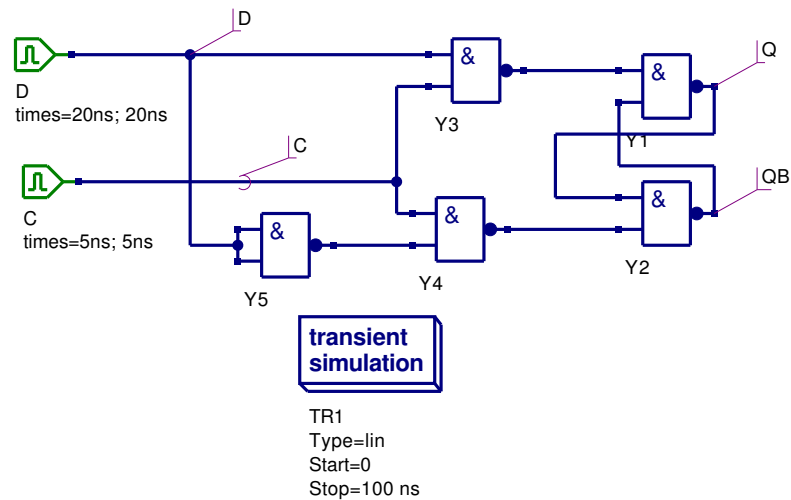 D
Q
&
&
D
times=20ns; 20ns
Y3
Y1
C
QB
&
&
C
times=5ns; 5ns
&
Y5
Y4
Y2
transient
simulation
TR1
Type=lin
Start=0
Stop=100 ns